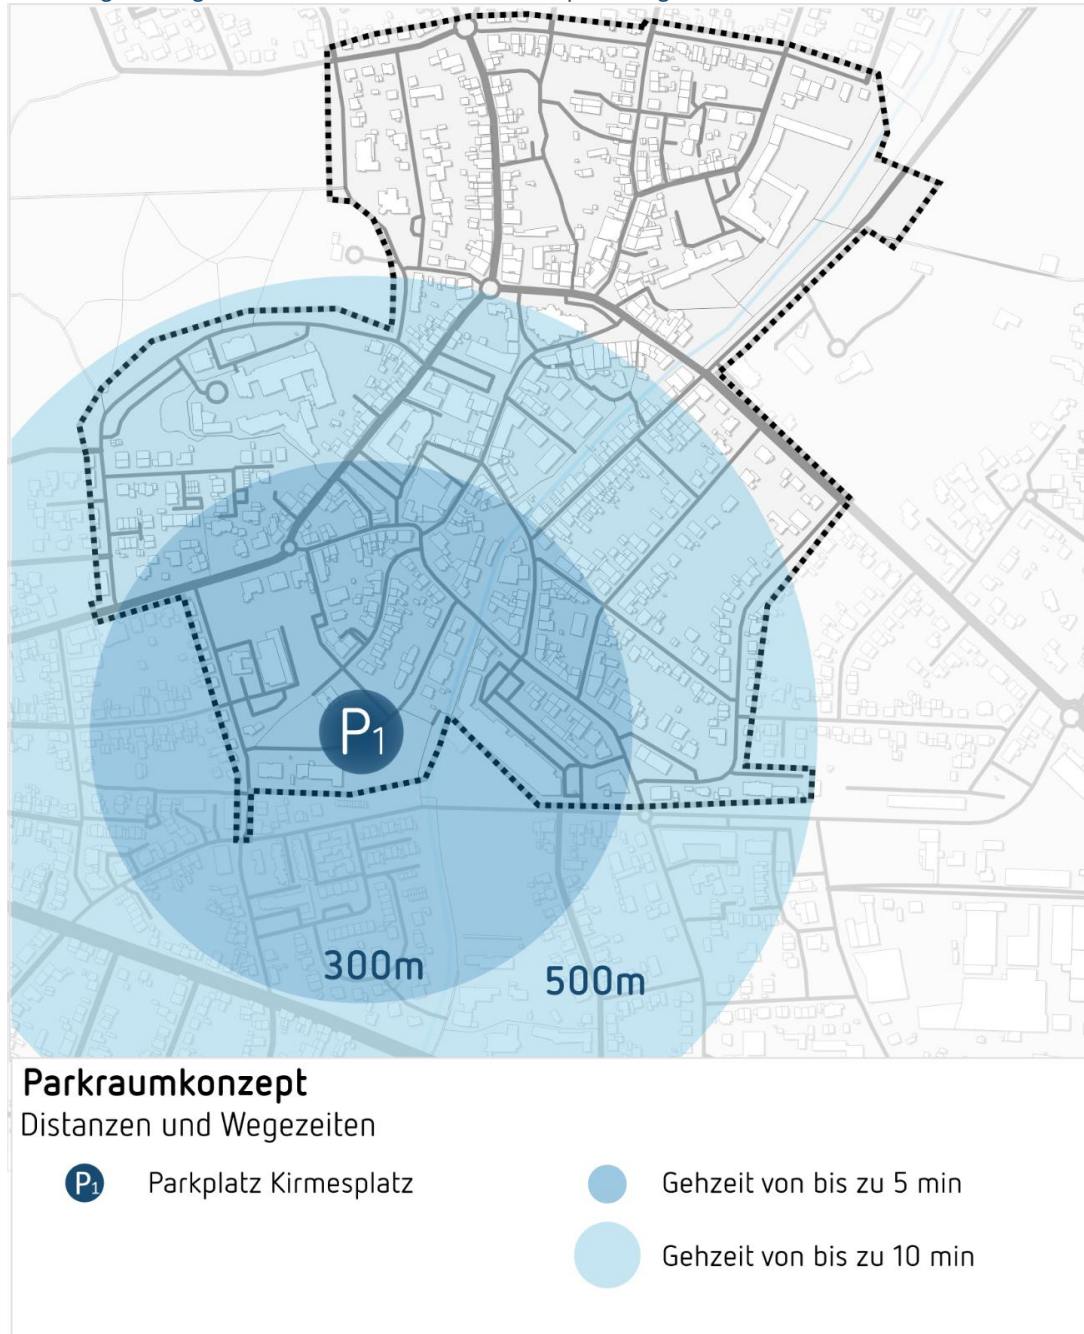 P1
300m
500m
Parkraumkonzept
Distanzen und Wegezeiten
P1 Parkplatz Kirmesplatz
Gehzeit von bis zu 5 min
Gehzeit von bis zu 10 min